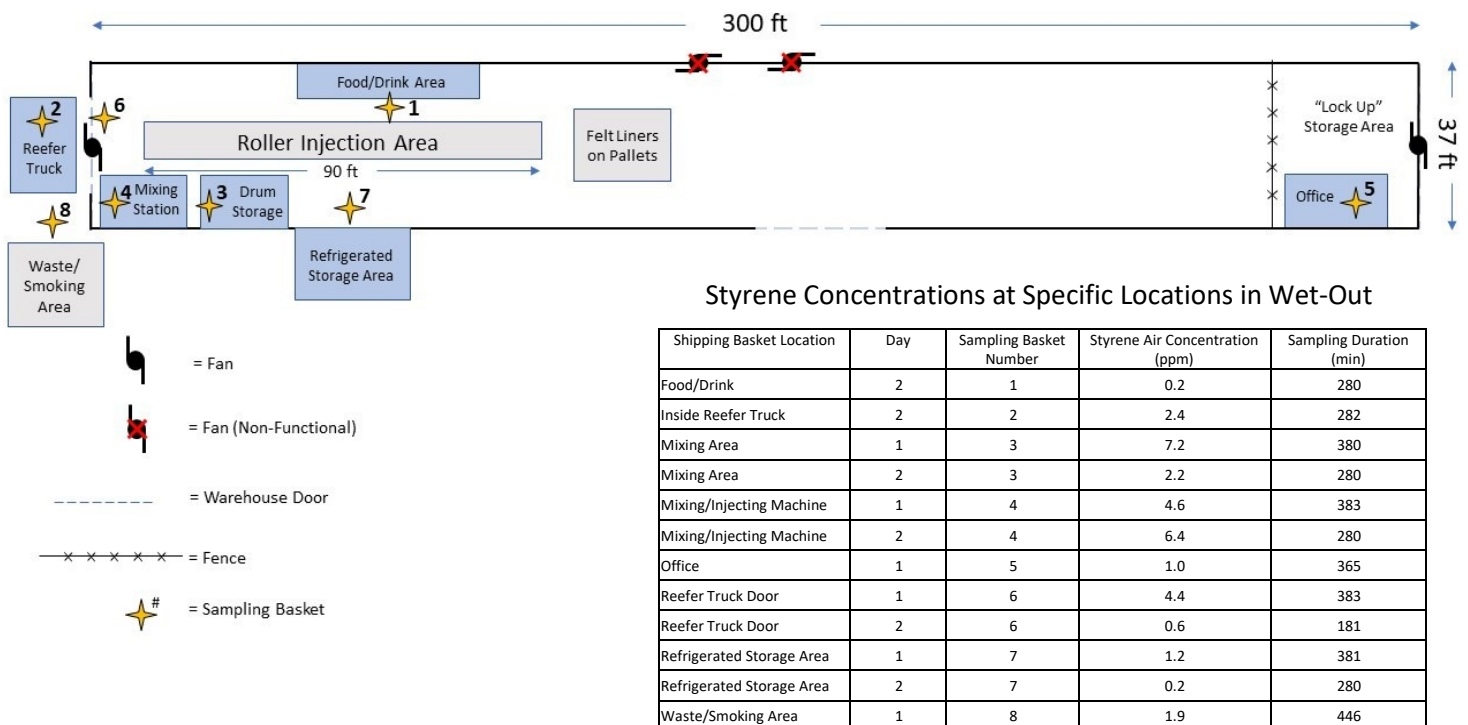 300 ft
37 ft
Food/Drink Area
1
2
Reefer
Truck
6
Roller Injection Area
90 ft
Felt Liners
on Pallets
"Lock Up"
Storage Area
4 Mixing
Station
3 Drum
Storage
7
Office 5
8
Waste/
Smoking
Area
Refrigerated
Storage Area
= Fan
= Fan (Non-Functional)
= Warehouse Door
= Fence
# = Sampling Basket
Styrene Concentrations at Specific Locations in Wet-Out
Shipping Basket Location Day Sampling Basket Number Styrene Air Concentration (ppm) Sampling Duration (min)
Food/Drink 2 1 0.2 280
Inside Reefer Truck 2 2 2.4 282
Mixing Area 1 3 7.2 380
Mixing Area 2 3 2.2 280
Mixing/Injecting Machine 1 4 4.6 383
Mixing/Injecting Machine 2 4 6.4 280
Office 1 5 1.0 365
Reefer Truck Door 1 6 4.4 383
Reefer Truck Door 2 6 0.6 181
Refrigerated Storage Area 1 7 1.2 381
Refrigerated Storage Area 2 7 0.2 280
Waste/Smoking Area 1 8 1.9 446